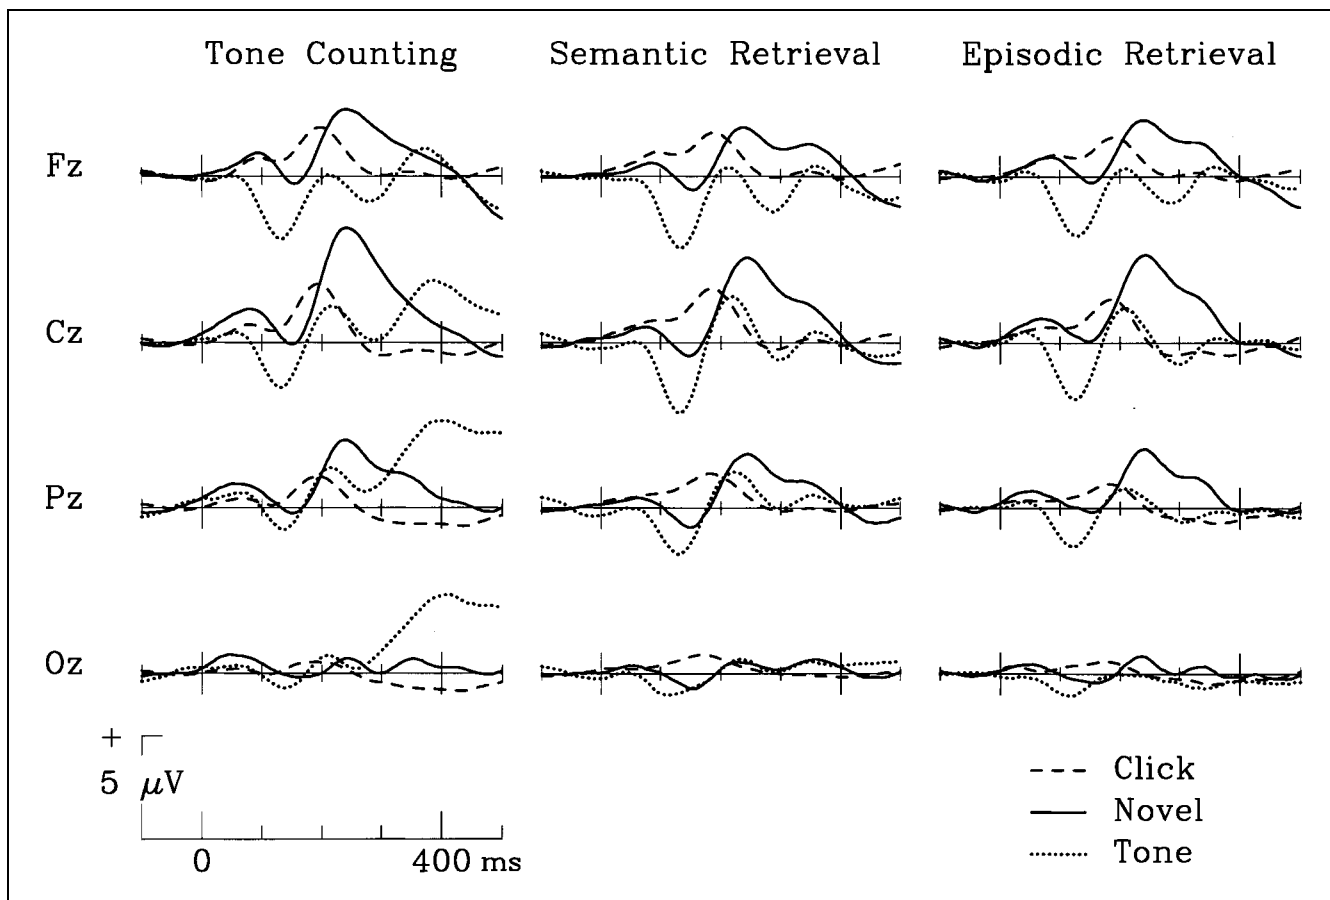 Tone Counting Semantic Retrieval Episodic Retrieval
Fz
Cz
Pz
Oz
+
5 μV
0 400 ms
Click
Novel
Tone